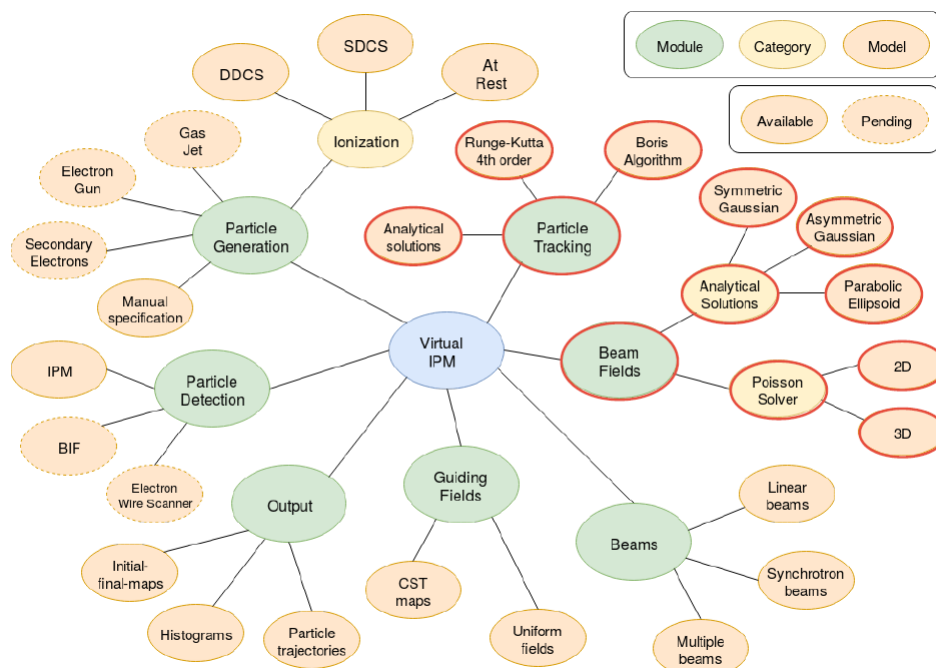 SDCS
DDCS
At
Rest
Ionization
Module
Category
Model
Available
Pending
Gas
Jet
Electron
Gun
Secondary
Electrons
Particle
Generation
Manual
specification
Runge-Kutta
4th order
Boris
Algorithm
Analytical
solutions
Particle
Tracking
Symmetric
Gaussian
Asymmetric
Gaussian
Analytical
Solutions
Parabolic
Ellipsoid
Virtual
IPM
Beam
Fields
Poisson
Solver
2D
3D
IPM
Particle
Detection
BIF
Electron
Wire Scanner
Output
Initial-
final-maps
Histograms
Particle
trajectories
Guiding
Fields
CST
maps
Uniform
fields
Beams
Linear
beams
Synchrotron
beams
Multiple
beams